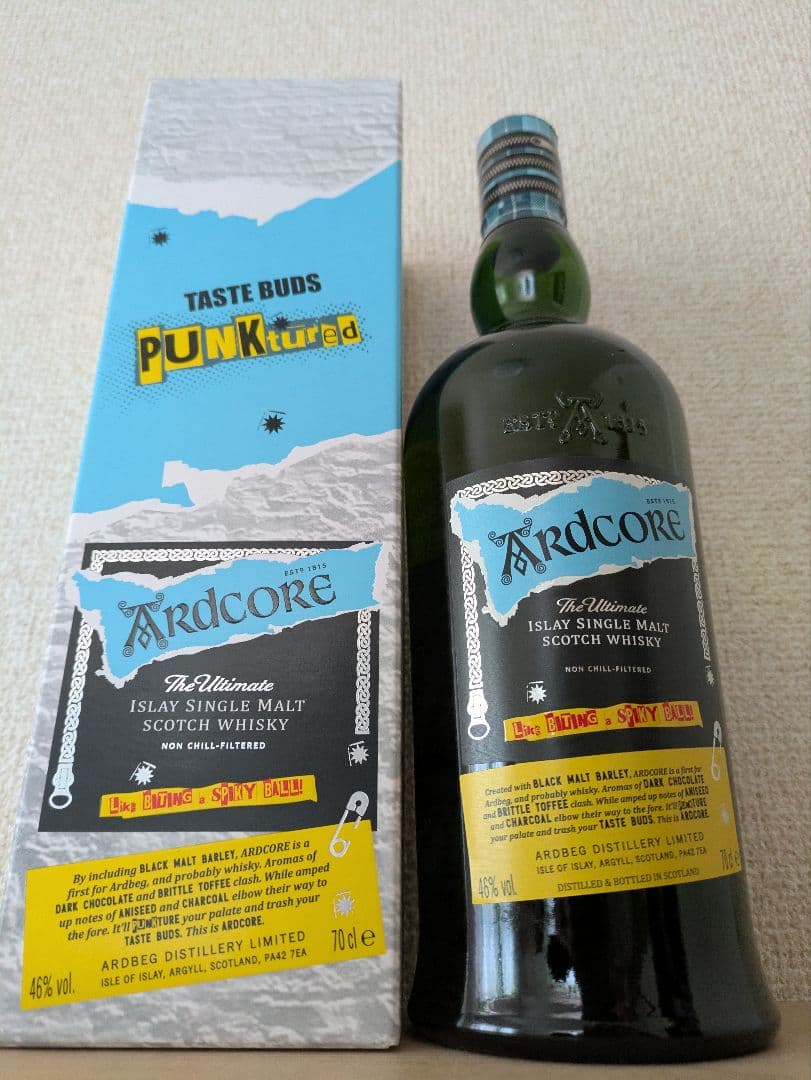 TASTE BUDS
PUNKtured
ESTD 1815
ARDCORE
The Ultimate
ISLAY SINGLE MALT
SCOTCH WHISKY
NON CHILL-FILTERED
LIKE BITING a SPIKY BALL!
By including BLACK MALT BARLEY, ARDCORE is a
first for Ardbeg, and probably whisky. Aromas of
DARK CHOCOLATE and BRITTLE TOFFEE clash. While amped
up notes of ANISEED and CHARCOAL elbow their way to
the fore. It'll PUNKTURE your palate and trash your
TASTE BUDS. This is ARDCORE.
ARDBEG DISTILLERY LIMITED
ISLE OF ISLAY, ARGYLL, SCOTLAND, PA42 7EA
46% vol.
70 cl e
ESTD A 1815
ESTD 1815
ARDCORE
The Ultimate
ISLAY SINGLE MALT
SCOTCH WHISKY
NON CHILL-FILTERED
LIKE BITING a SPIKY BALL!
Created with BLACK MALT BARLEY, ARDCORE is a first for
Ardbeg, and probably whisky. Aromas of DARK CHOCOLATE
and BRITTLE TOFFEE clash. While amped up notes of ANISEED
and CHARCOAL elbow their way to the fore. It'll
your palate and trash your TASTE BUDS. This is ARDCORE.
ARDBEG DISTILLERY LIMITED
ISLE OF ISLAY, ARGYLL, SCOTLAND, PA42 7EA
46% vol.
70 cl e
DISTILLED & BOTTLED IN SCOTLAND